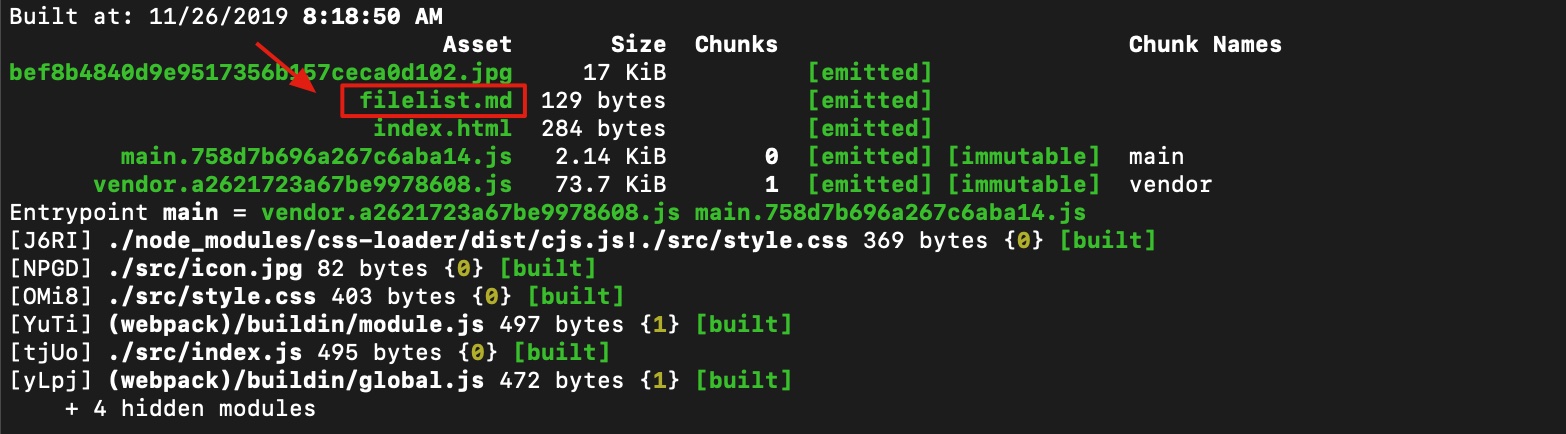 Built at: 11/26/2019 8:18:50 AM
Asset Size Chunks Chunk Names
bef8b4840d9e9517356b157ceca0d102.jpg 17 KiB [emitted]
filelist.md 129 bytes [emitted]
index.html 284 bytes [emitted]
main.758d7b696a267c6aba14.js 2.14 KiB 0 [emitted] [immutable] main
vendor.a2621723a67be9978608.js 73.7 KiB 1 [emitted] [immutable] vendor
Entrypoint main = vendor.a2621723a67be9978608.js main.758d7b696a267c6aba14.js
[J6RI] ./node_modules/css-loader/dist/cjs.js!./src/style.css 369 bytes {0} [built]
[NPGD] ./src/icon.jpg 82 bytes {0} [built]
[OMi8] ./src/style.css 403 bytes {0} [built]
[YuTi] (webpack)/buildin/module.js 497 bytes {1} [built]
[tjUo] ./src/index.js 495 bytes {0} [built]
[yLpj] (webpack)/buildin/global.js 472 bytes {1} [built]
+ 4 hidden modules